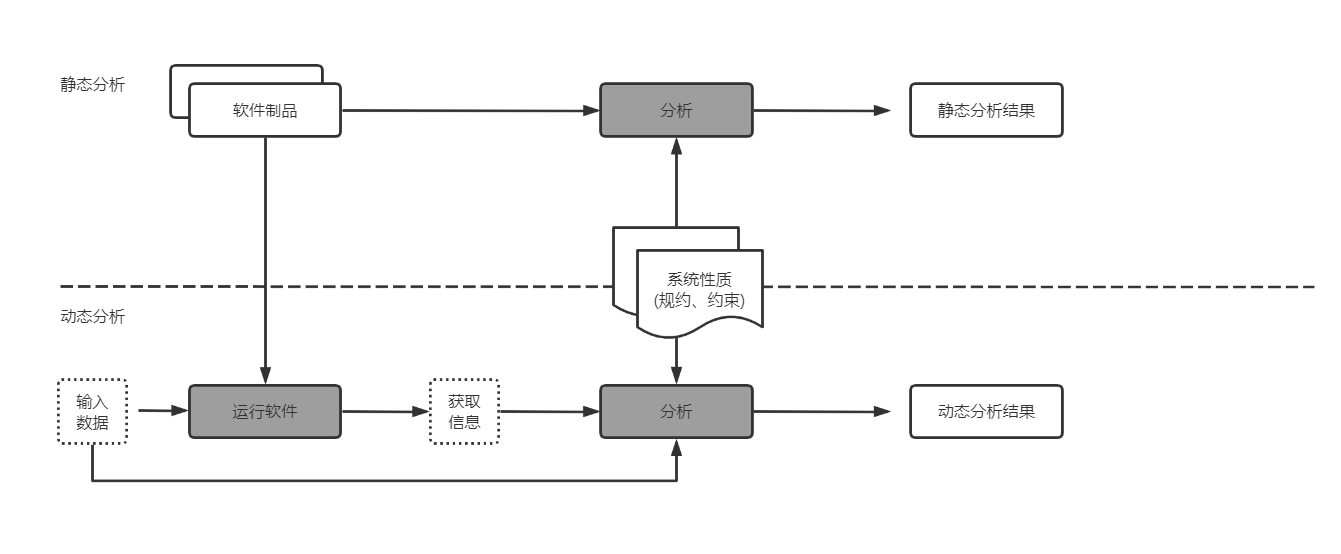 静态分析
软件制品
分析
静态分析结果
系统性质
(规约、约束)
动态分析
输入
数据
运行软件
获取
信息
分析
动态分析结果